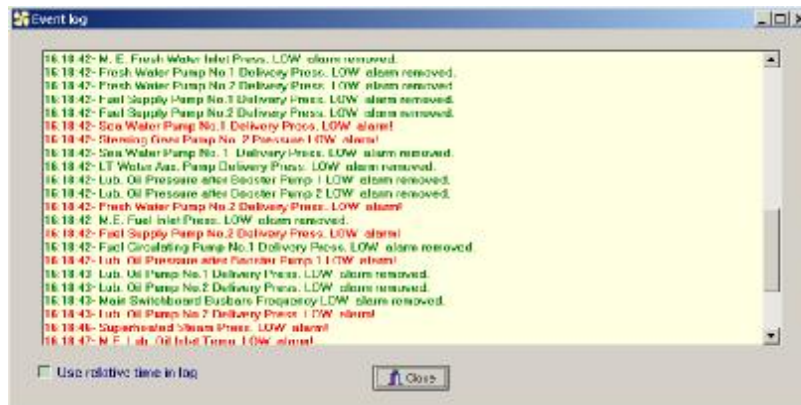 Event log
16:18:42- M. E. Fresh Water Inlet Press. LOW alarm removed.
16:18:42- Fresh Water Pump No.1 Delivery Press. LOW alarm removed.
16:18:42- Fresh Water Pump No.2 Delivery Press. LOW alarm removed.
16:18:42- Fuel Supply Pump No.1 Delivery Press. LOW alarm removed.
16:18:42- Fuel Supply Pump No.2 Delivery Press. LOW alarm removed.
16:18:42- Sea Water Pump No.1 Delivery Press. LOW alarm!
16:18:42- Steering Gear Pump No. 2 Pressure LOW alarm!
16:18:42- Sea Water Pump No. 1 Delivery Press. LOW alarm removed.
16:18:42- LT Water Aux. Pump Delivery Press. LOW alarm removed.
16:18:42- Lub. Oil Pressure after Booster Pump 1 LOW alarm removed.
16:18:42- Lub. Oil Pressure after Booster Pump 2 LOW alarm removed.
16:18:42- Fresh Water Pump No.2 Delivery Press. LOW alarm!
16:18:42- M.E. Fuel Inlet Press. LOW alarm removed.
16:18:42- Fuel Supply Pump No.2 Delivery Press. LOW alarm!
16:18:42- Fuel Circulating Pump No.1 Delivery Press. LOW alarm removed.
16:18:42- Lub. Oil Pressure after Booster Pump 1 LOW alarm!
16:18:43- Lub. Oil Pump No.1 Delivery Press. LOW alarm removed.
16:18:43- Lub. Oil Pump No.2 Delivery Press. LOW alarm removed.
16:18:43- Main Switchboard Busbars Frequency LOW alarm removed.
16:18:43- Lub. Oil Pump No.2 Delivery Press. LOW alarm!
16:18:46- Superheated Steam Press. LOW alarm!
16:18:47- M.E. Lub. Oil Inlet Temp. LOW alarm!
Use relative time in log
Close